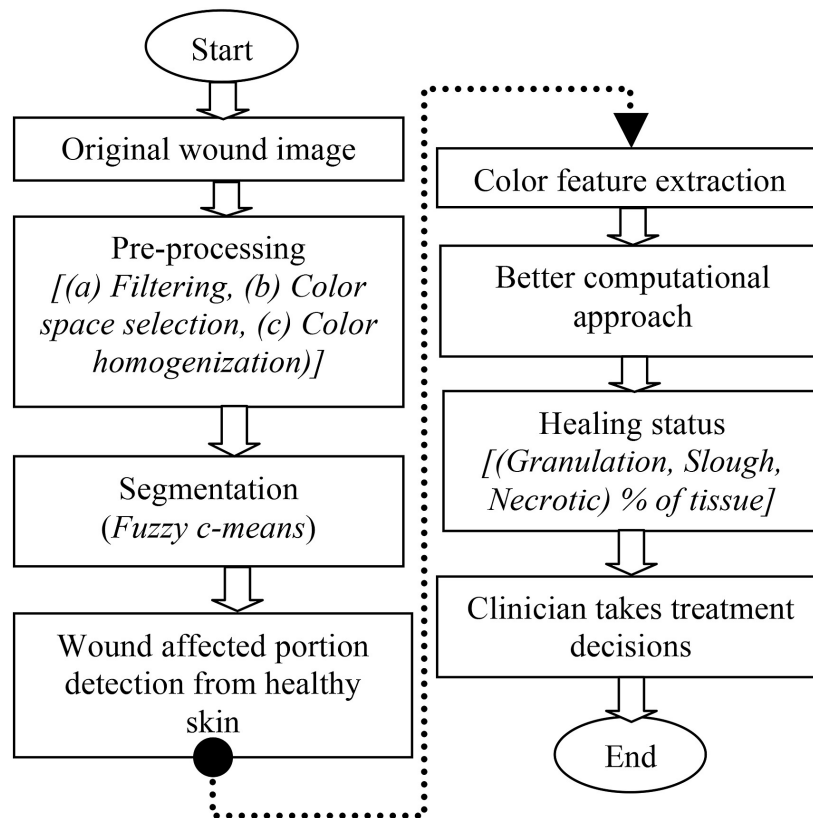 Start
Original wound image
Pre-processing
[(a) Filtering, (b) Color
space selection, (c) Color
homogenization)]
Segmentation
(Fuzzy c-means)
Wound affected portion
detection from healthy
skin
Color feature extraction
Better computational
approach
Healing status
[(Granulation, Slough,
Necrotic) % of tissue]
Clinician takes treatment
decisions
End